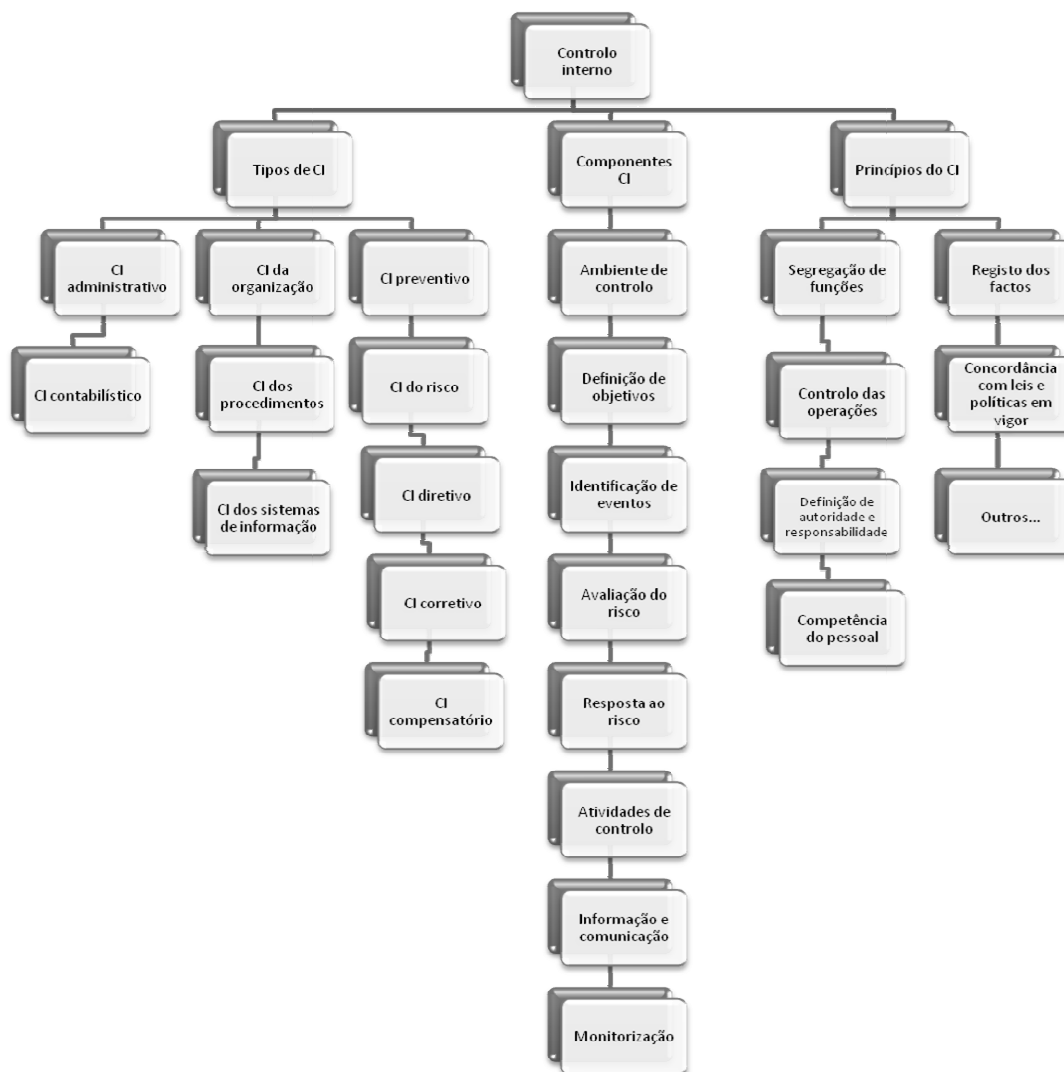 Controlo
interno
Tipos de CI
Componentes
CI
Princípios do CI
CI
administrativo
CI da
organização
CI preventivo
Ambiente de
controlo
Segregação de
funções
Registo dos
factos
CI contabilístico
CI dos
procedimentos
CI do risco
Definição de
objetivos
Controlo das
operações
Concordância
com leis e
políticas em
vigor
CI dos sistemas
de informação
CI diretivo
Identificação de
eventos
Definição de
autoridade e
responsabilidade
Outros...
CI corretivo
Avaliação do
risco
Competência
do pessoal
CI
compensatório
Resposta ao
risco
Atividades de
controlo
Informação e
comunicação
Monitorização